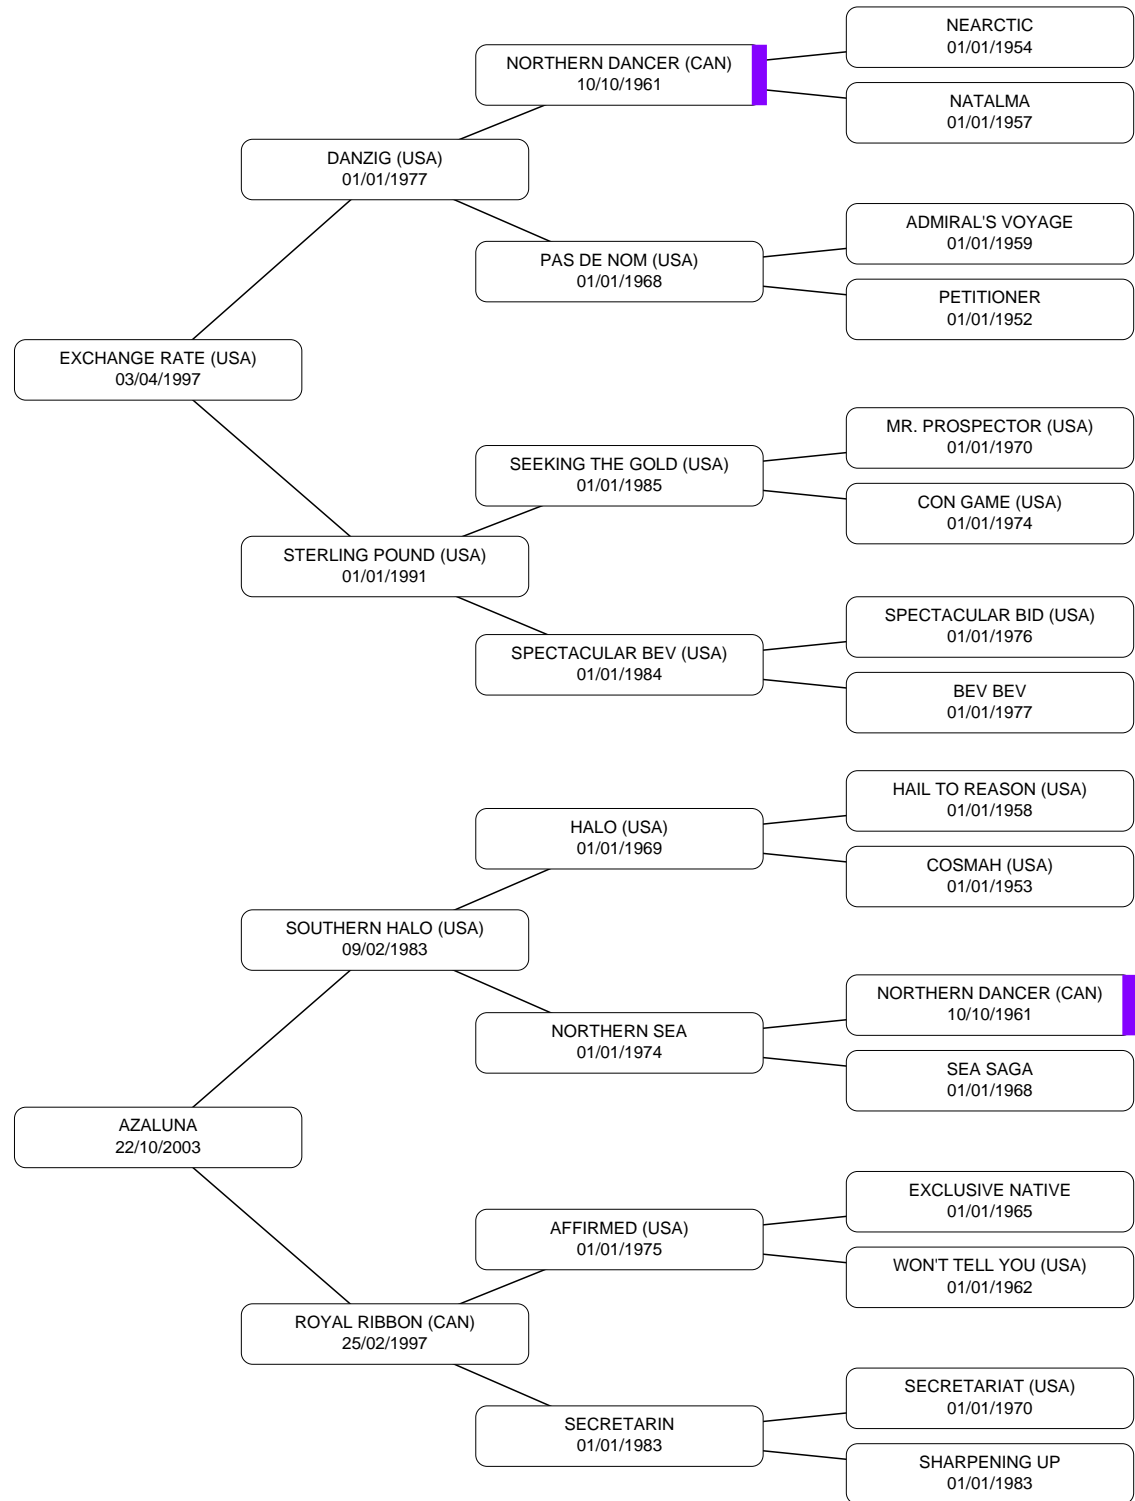 NEARCTIC
01/01/1954
NORTHERN DANCER (CAN)
10/10/1961
NATALMA
01/01/1957
DANZIG (USA)
01/01/1977
ADMIRAL'S VOYAGE
01/01/1959
PAS DE NOM (USA)
01/01/1968
PETITIONER
01/01/1952
EXCHANGE RATE (USA)
03/04/1997
MR. PROSPECTOR (USA)
01/01/1970
SEEKING THE GOLD (USA)
01/01/1985
CON GAME (USA)
01/01/1974
STERLING POUND (USA)
01/01/1991
SPECTACULAR BID (USA)
01/01/1976
SPECTACULAR BEV (USA)
01/01/1984
BEV BEV
01/01/1977
HAIL TO REASON (USA)
01/01/1958
HALO (USA)
01/01/1969
COSMAH (USA)
01/01/1953
SOUTHERN HALO (USA)
09/02/1983
NORTHERN DANCER (CAN)
10/10/1961
NORTHERN SEA
01/01/1974
SEA SAGA
01/01/1968
AZALUNA
22/10/2003
EXCLUSIVE NATIVE
01/01/1965
AFFIRMED (USA)
01/01/1975
WON'T TELL YOU (USA)
01/01/1962
ROYAL RIBBON (CAN)
25/02/1997
SECRETARIAT (USA)
01/01/1970
SECRETARIN
01/01/1983
SHARPENING UP
01/01/1983